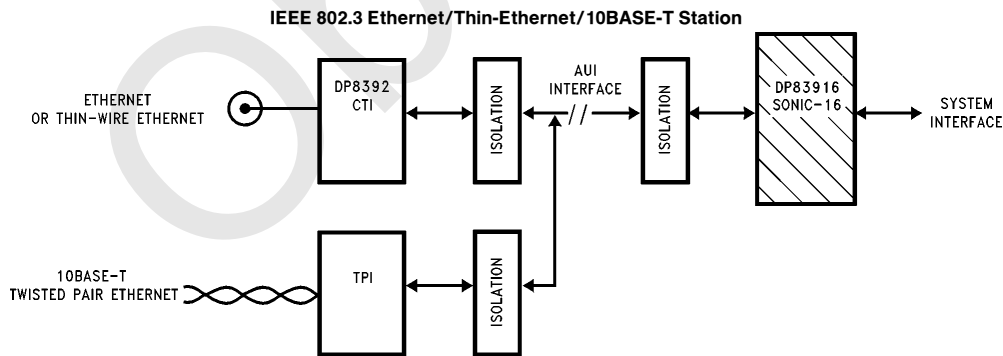 IEEE 802.3 Ethernet/Thin-Ethernet/10BASE-T Station
ETHERNET
OR THIN-WIRE ETHERNET
DP8392
CTI
ISOLATION
AUI
INTERFACE
ISOLATION
DP83916
SONIC-16
SYSTEM
INTERFACE
10BASE-T
TWISTED PAIR ETHERNET
TPI
ISOLATION